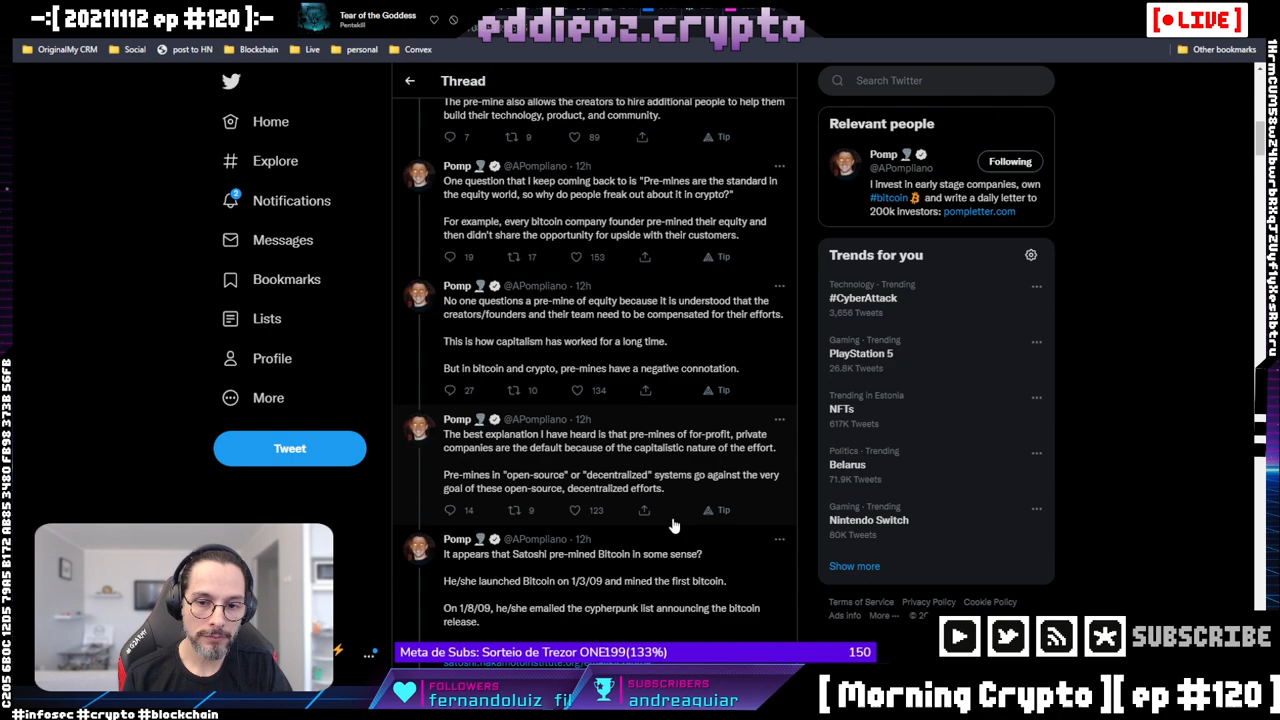 -:[ 20211112 ep #120 ]:-
Tear of the Goddess
Pentakill
eddieoz.crypto
[ LIVE ]
OriginalMy CRM
Social
post to HN
Blockchain
Live
personal
Convex
Other bookmarks
Home
Explore
2
Notifications
Messages
Bookmarks
Lists
Profile
More
Tweet
Thread
The pre-mine also allows the creators to hire additional people to help them
build their technology, product, and community.
7 9 89 Tip
Pomp @APompliano · 12h
One question that I keep coming back to is "Pre-mines are the standard in
the equity world, so why do people freak out about it in crypto?"
For example, every bitcoin company founder pre-mined their equity and
then didn't share the opportunity for upside with their customers.
19 17 153 Tip
Pomp @APompliano · 12h
No one questions a pre-mine of equity because it is understood that the
creators/founders and their team need to be compensated for their efforts.
This is how capitalism has worked for a long time.
But in bitcoin and crypto, pre-mines have a negative connotation.
27 10 134 Tip
Pomp @APompliano · 12h
The best explanation I have heard is that pre-mines of for-profit, private
companies are the default because of the capitalistic nature of the effort.
Pre-mines in "open-source" or "decentralized" systems go against the very
goal of these open-source, decentralized efforts.
14 9 123 Tip
Pomp @APompliano · 12h
It appears that Satoshi pre-mined Bitcoin in some sense?
He/she launched Bitcoin on 1/3/09 and mined the first bitcoin.
On 1/8/09, he/she emailed the cypherpunk list announcing the bitcoin
release.
Search Twitter
Relevant people
Pomp
@APompliano
Following
I invest in early stage companies, own
#bitcoin and write a daily letter to
200k investors: pompletter.com
Trends for you
Technology · Trending
#CyberAttack
3,656 Tweets
Gaming · Trending
PlayStation 5
26.8K Tweets
Trending in Estonia
NFTs
617K Tweets
Politics · Trending
Belarus
71.9K Tweets
Gaming · Trending
Nintendo Switch
80K Tweets
Show more
Terms of Service Privacy Policy Cookie Policy
Ads info More ···
Meta de Subs: Sorteio de Trezor ONE199(133%) 150
FOLLOWERS
fernandoluiz_fil
SUBSCRIBERS
andreaquiar
SUBSCRIBE
[ Morning Crypto ][ ep #120 ]
#infosec #crypto #blockchain